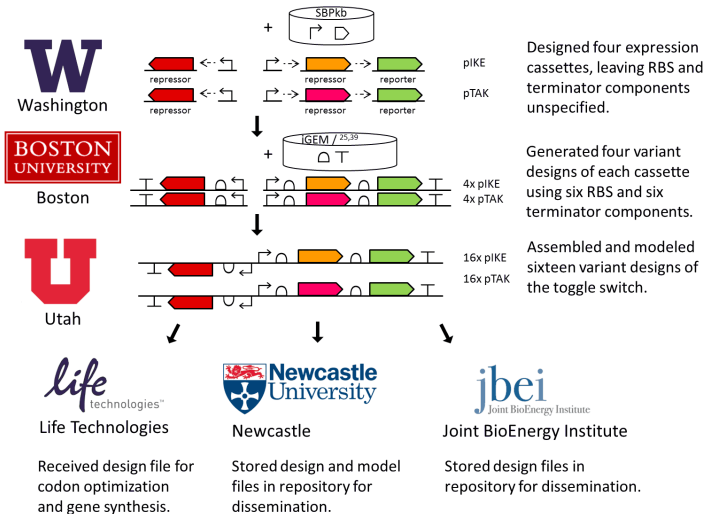 SBPkb
+
repressor
repressor
reporter
pIKE
repressor
repressor
reporter
pTAK
Washington
Designed four expression
cassettes, leaving RBS and
terminator components
unspecified.
BOSTON
UNIVERSITY
Boston
+
iGEM / 25,39
4x pIKE
4x pTAK
Generated four variant
designs of each cassette
using six RBS and six
terminator components.
Utah
16x pIKE
16x pTAK
Assembled and modeled
sixteen variant designs of
the toggle switch.
life
technologies™
Life Technologies
Received design file for
codon optimization
and gene synthesis.
Newcastle
University
Newcastle
Stored design and model
files in repository for
dissemination.
jbei
Joint BioEnergy Institute
Joint BioEnergy Institute
Stored design files in
repository for dissemination.